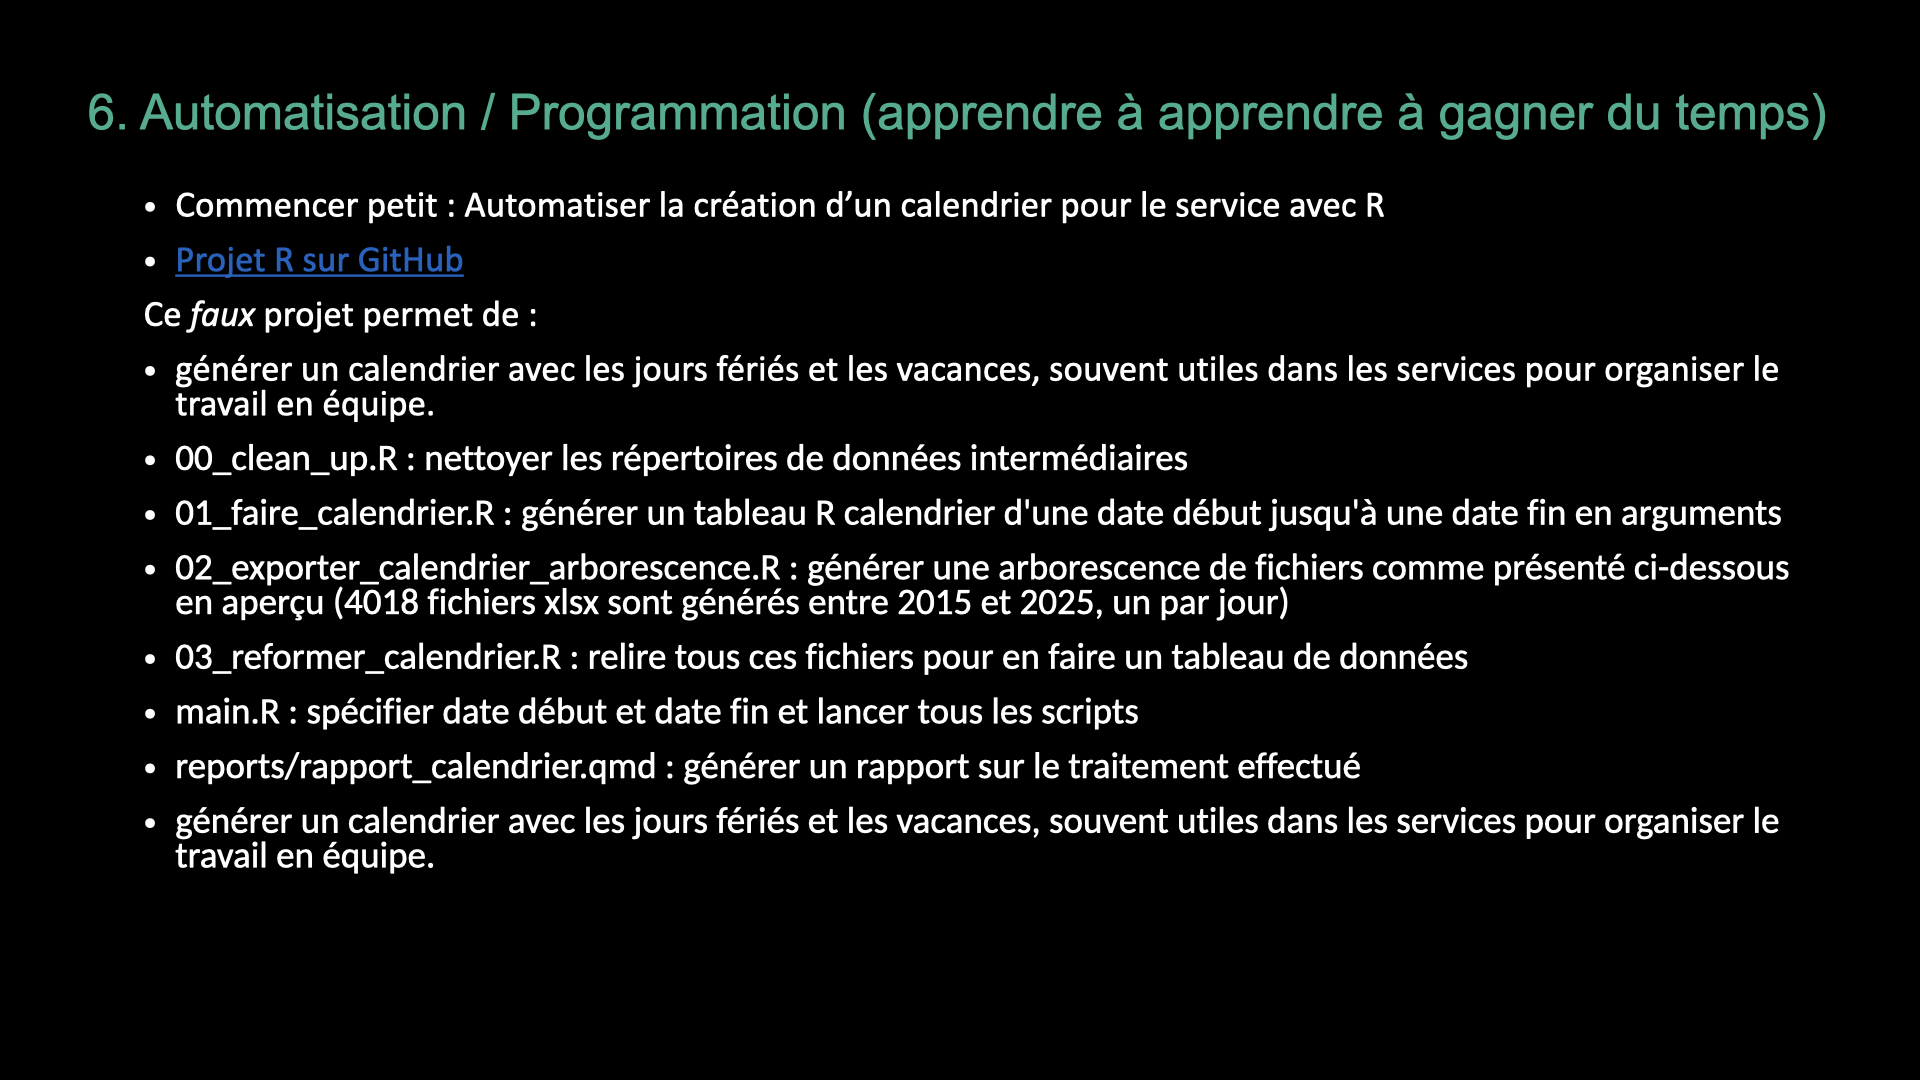 6. Automatisation / Programmation (apprendre à apprendre à gagner du temps)
• Commencer petit : Automatiser la création d’un calendrier pour le service avec R
• Projet R sur GitHub
Ce faux projet permet de :
• générer un calendrier avec les jours fériés et les vacances, souvent utiles dans les services pour organiser le
travail en équipe.
• 00_clean_up.R : nettoyer les répertoires de données intermédiaires
• 01_faire_calendrier.R : générer un tableau R calendrier d'une date début jusqu'à une date fin en arguments
• 02_exporter_calendrier_arborescence.R : générer une arborescence de fichiers comme présenté ci-dessous
en aperçu (4018 fichiers xlsx sont générés entre 2015 et 2025, un par jour)
• 03_reformer_calendrier.R : relire tous ces fichiers pour en faire un tableau de données
• main.R : spécifier date début et date fin et lancer tous les scripts
• reports/rapport_calendrier.qmd : générer un rapport sur le traitement effectué
• générer un calendrier avec les jours fériés et les vacances, souvent utiles dans les services pour organiser le
travail en équipe.